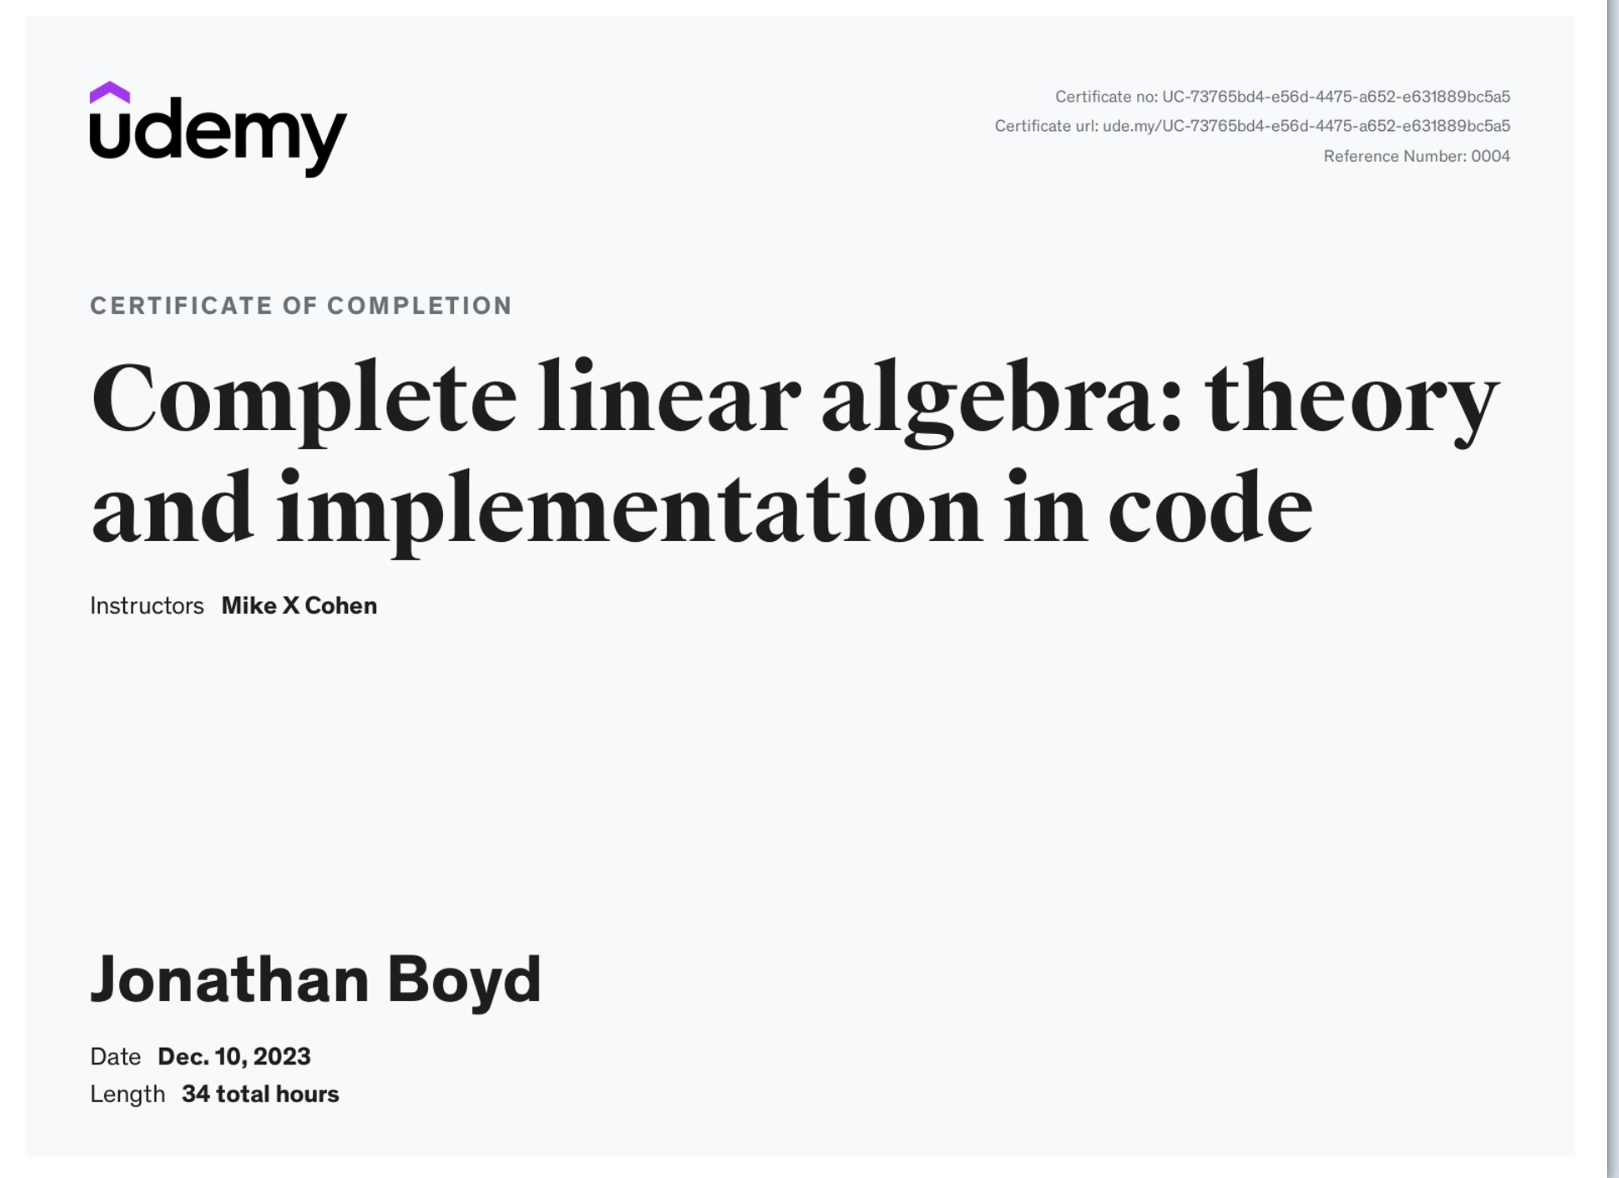 udemy
Certificate no: UC-73765bd4-e56d-4475-a652-e631889bc5a5
Certificate url: ude.my/UC-73765bd4-e56d-4475-a652-e631889bc5a5
Reference Number: 0004
CERTIFICATE OF COMPLETION
Complete linear algebra: theory
and implementation in code
Instructors Mike X Cohen
Jonathan Boyd
Date Dec. 10, 2023
Length 34 total hours